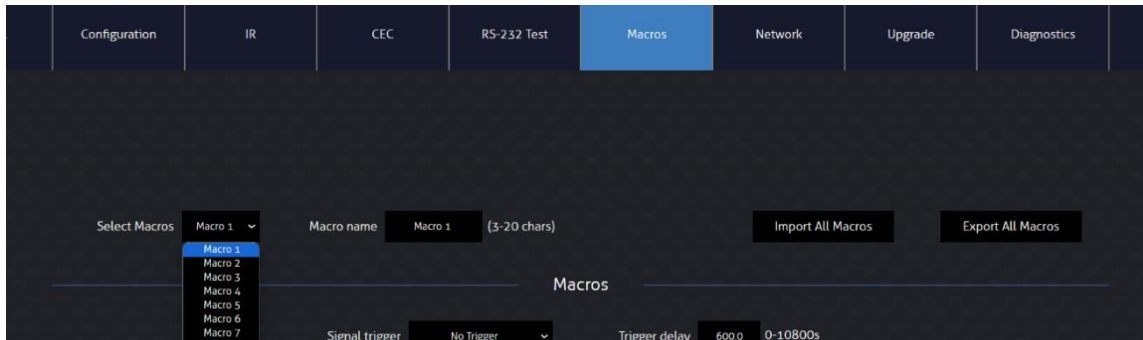 Configuration IR CEC RS-232 Test Macros Network Upgrade Diagnostics
Select Macros Macro 1 Macro name Macro 1 (3-20 chars) Import All Macros Export All Macros
Macro 1
Macro 2
Macro 3
Macro 4
Macro 5
Macro 6
Macro 7
Macros
Signal trigger No Trigger Trigger delay 600.0 0-10800s